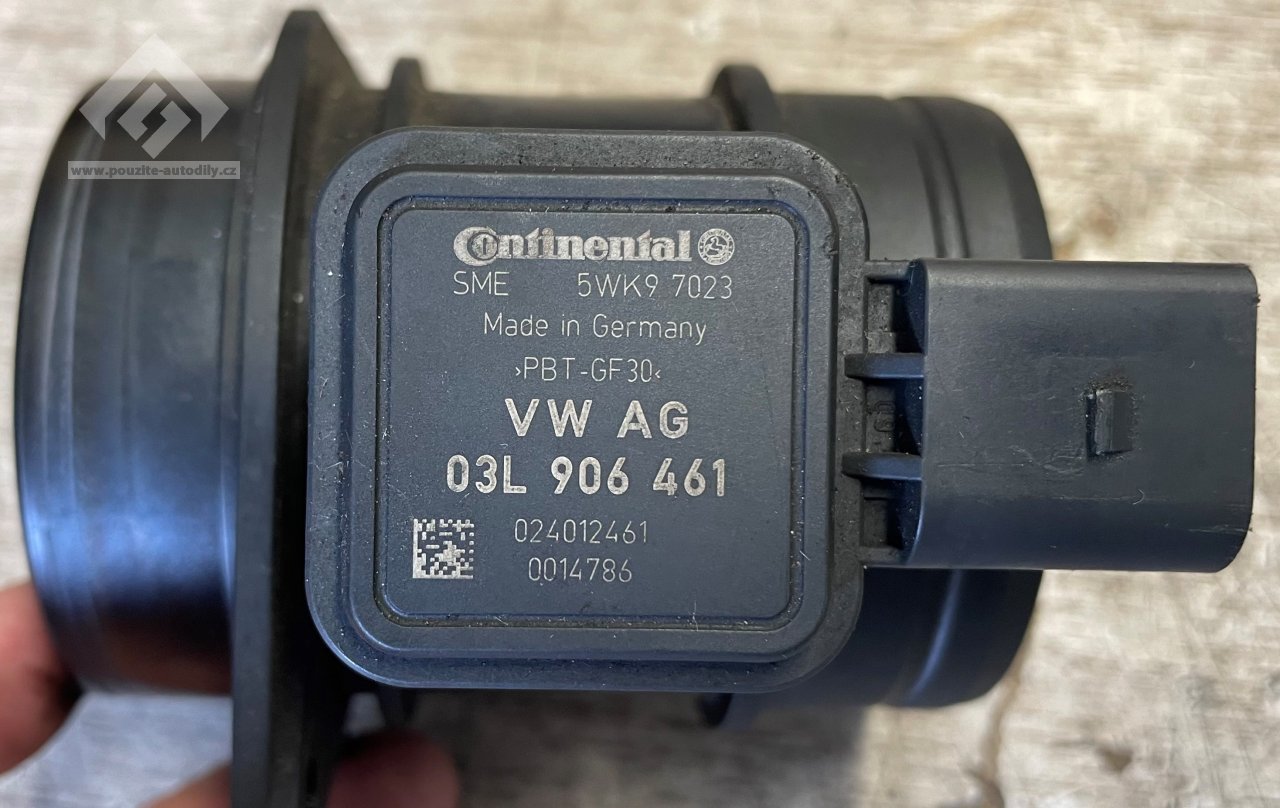 www.pouzite-autodily.cz
Continental
SME 5WK9 7023
Made in Germany
›PBT-GF30‹
VW AG
03L 906 461
024012461
0014786